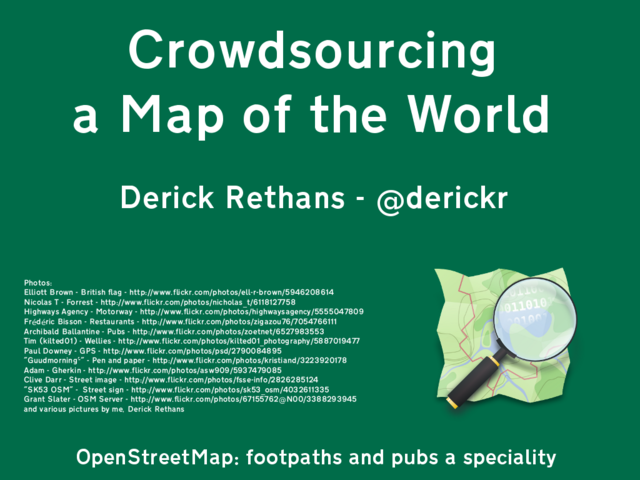 Crowdsourcing
a Map of the World
Derick Rethans - @derickr
Photos:
Elliott Brown - British flag - http://www.flickr.com/photos/ell-r-brown/5946208614
Nicolas T - Forrest - http://www.flickr.com/photos/nicholas_t/6118127758
Highways Agency - Motorway - http://www.flickr.com/photos/highwaysagency/5555047809
Frédéric Bisson - Restaurants - http://www.flickr.com/photos/zigazou76/7054766111
Archibald Ballantine - Pubs - http://www.flickr.com/photos/zoetnet/6527983553
Tim (kilted01) - Wellies - http://www.flickr.com/photos/kilted01_photography/5887019477
Paul Downey - GPS - http://www.flickr.com/photos/psd/2790084895
"Guudmorning!" - Pen and paper - http://www.flickr.com/photos/kristiand/3223920178
Adam - Gherkin - http://www.flickr.com/photos/asw909/5937479085
Clive Darr - Street image - http://www.flickr.com/photos/fsse-info/2826285124
"SK53 OSM" - Street sign - http://www.flickr.com/photos/sk53_osm/4032611335
Grant Slater - OSM Server - http://www.flickr.com/photos/67155762@N00/3388293945
and various pictures by me, Derick Rethans
OpenStreetMap: footpaths and pubs a speciality